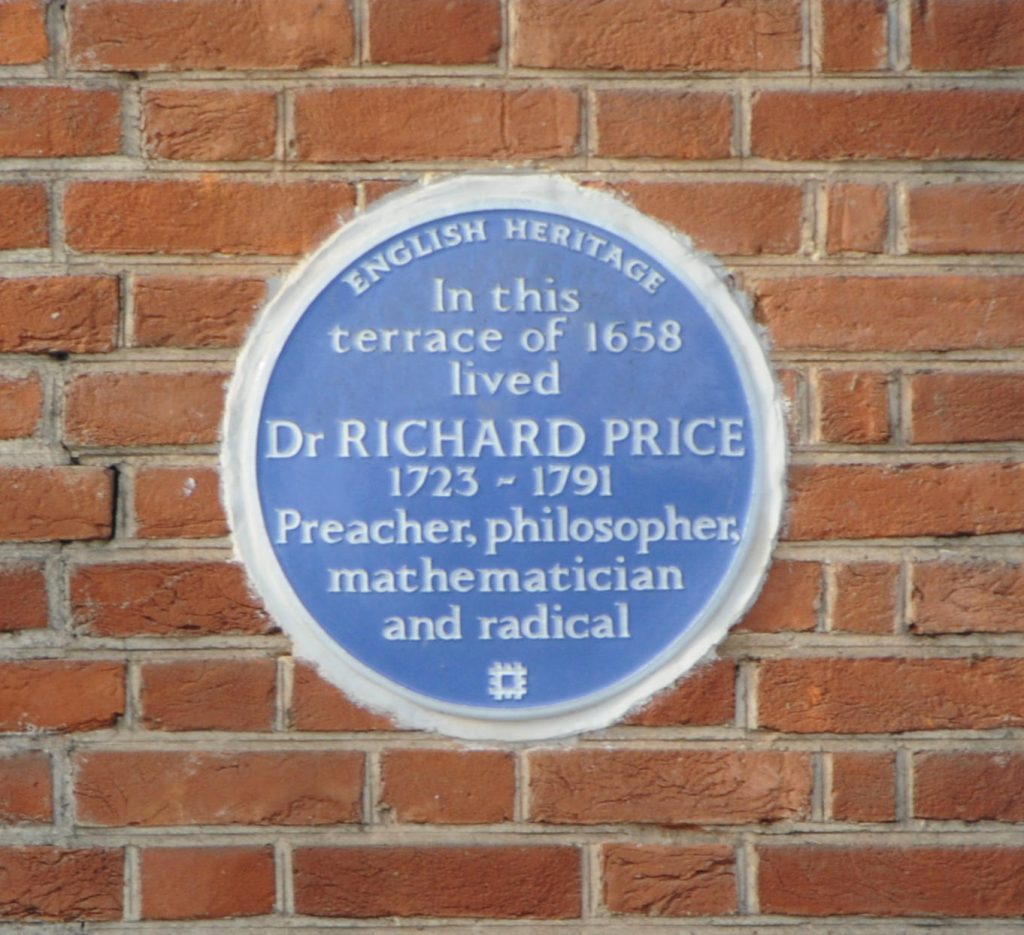 ENGLISH HERITAGE
In this
terrace of 1658
lived
Dr RICHARD PRICE
1723 ~ 1791
Preacher, philosopher,
mathematician
and radical